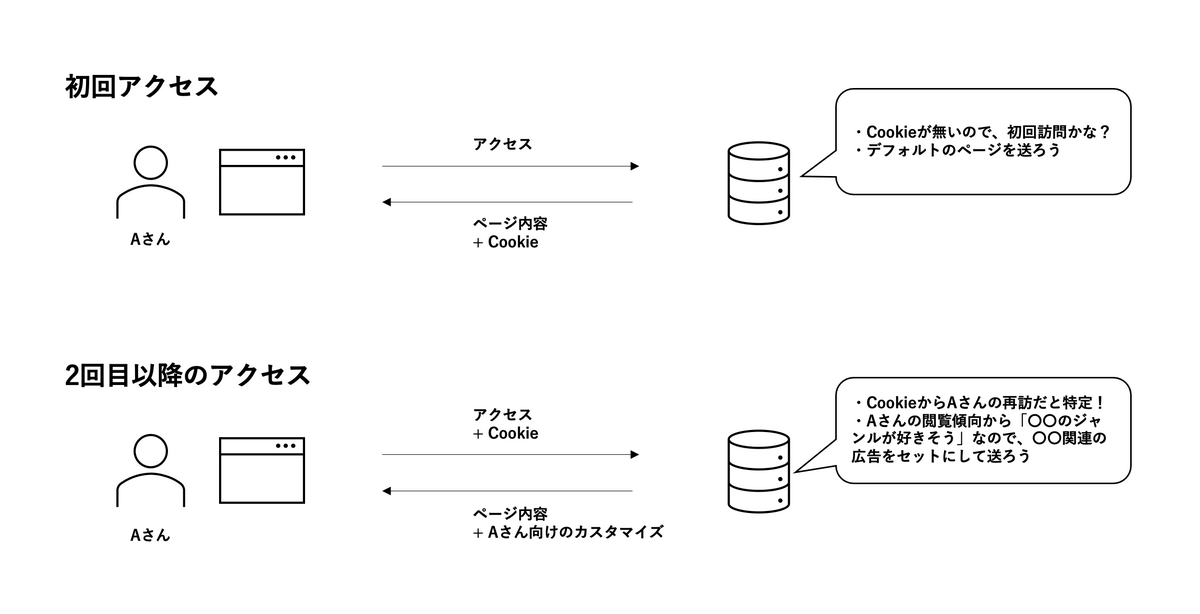 初回アクセス
アクセス
・Cookieが無いので、初回訪問かな？
・デフォルトのページを送ろう
ページ内容
+ Cookie
Aさん
2回目以降のアクセス
アクセス
+ Cookie
・CookieからAさんの再訪だと特定！
・Aさんの閲覧傾向から「〇〇のジャ
ンルが好きそう」なので、〇〇関連の
広告をセットにして送ろう
ページ内容
+ Aさん向けのカスタマイズ
Aさん